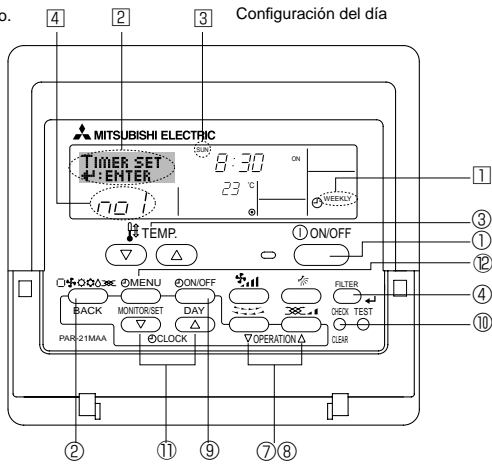 o.
Configuración del día
4 2 3
MITSUBISHI ELECTRIC
SUN
TIMER SET
↵:ENTER
8:30
ON
23 °C
no 1
WEEKLY
1
TEMP.
ON/OFF
③
①
⑫
MENU
ON/OFF
FILTER
④
BACK
MONITOR/SET
DAY
CHECK TEST
⑩
PAR-21MAA
CLOCK
▽OPERATION△
CLEAR
② ⑪ ⑨ ⑦⑧